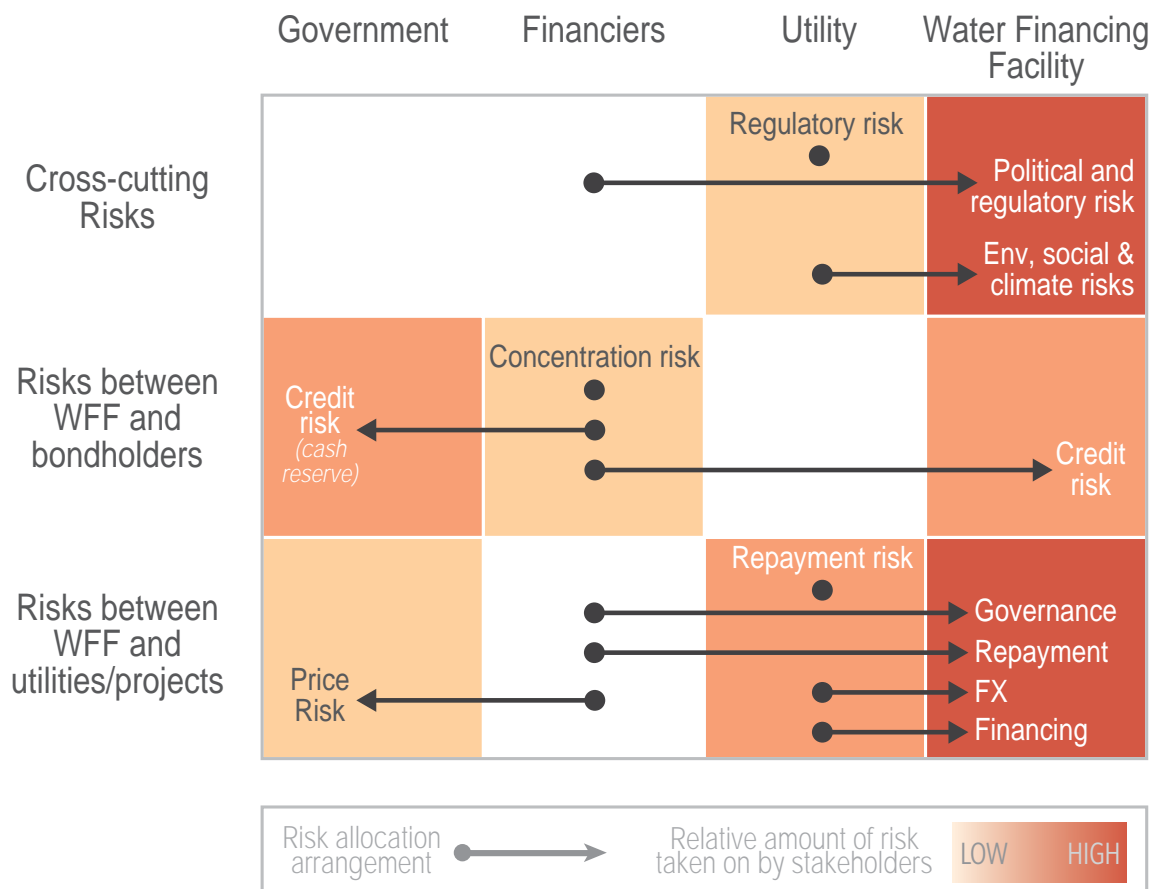 Government
Financiers
Utility
Water Financing
Facility
Cross-cutting
Risks
Regulatory risk
Political and
regulatory risk
Env, social &
climate risks
Risks between
WFF and
bondholders
Credit
risk
(cash
reserve)
Concentration risk
Credit
risk
Risks between
WFF and
utilities/projects
Price
Risk
Repayment risk
Governance
Repayment
FX
Financing
Risk allocation
arrangement
Relative amount of risk
taken on by stakeholders
LOW
HIGH